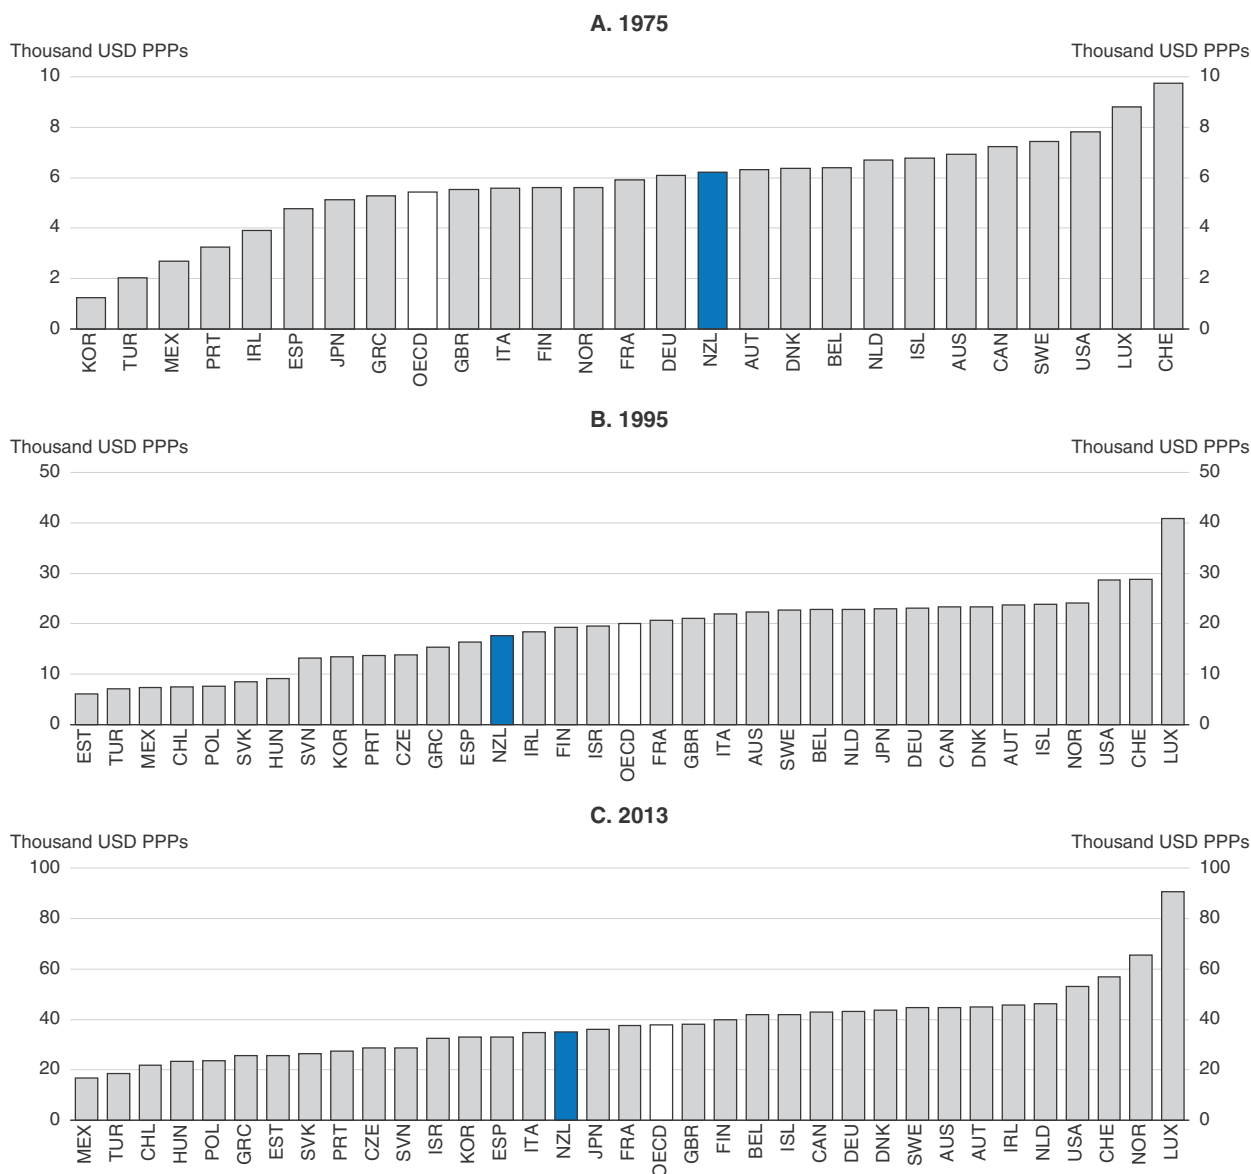 A. 1975
Thousand USD PPPs Thousand USD PPPs
10 10
8 8
6 6
4 4
2 2
0 0
KOR TUR MEX PRT IRL ESP JPN GRC OECD GBR ITA FIN NOR FRA DEU NZL AUT DNK BEL NLD ISL AUS CAN SWE USA LUX CHE
B. 1995
Thousand USD PPPs Thousand USD PPPs
50 50
40 40
30 30
20 20
10 10
0 0
EST TUR MEX CHL POL SVK HUN SVN KOR PRT CZE GRC ESP NZL IRL FIN ISR OECD FRA GBR ITA AUS SWE BEL NLD JPN DEU CAN DNK AUT ISL NOR USA CHE LUX
C. 2013
Thousand USD PPPs Thousand USD PPPs
100 100
80 80
60 60
40 40
20 20
0 0
MEX TUR CHL HUN POL GRC EST SVK PRT CZE SVN ISR KOR ESP ITA NZL JPN FRA OECD GBR FIN BEL ISL CAN DEU DNK SWE AUS AUT IRL NLD USA CHE NOR LUX